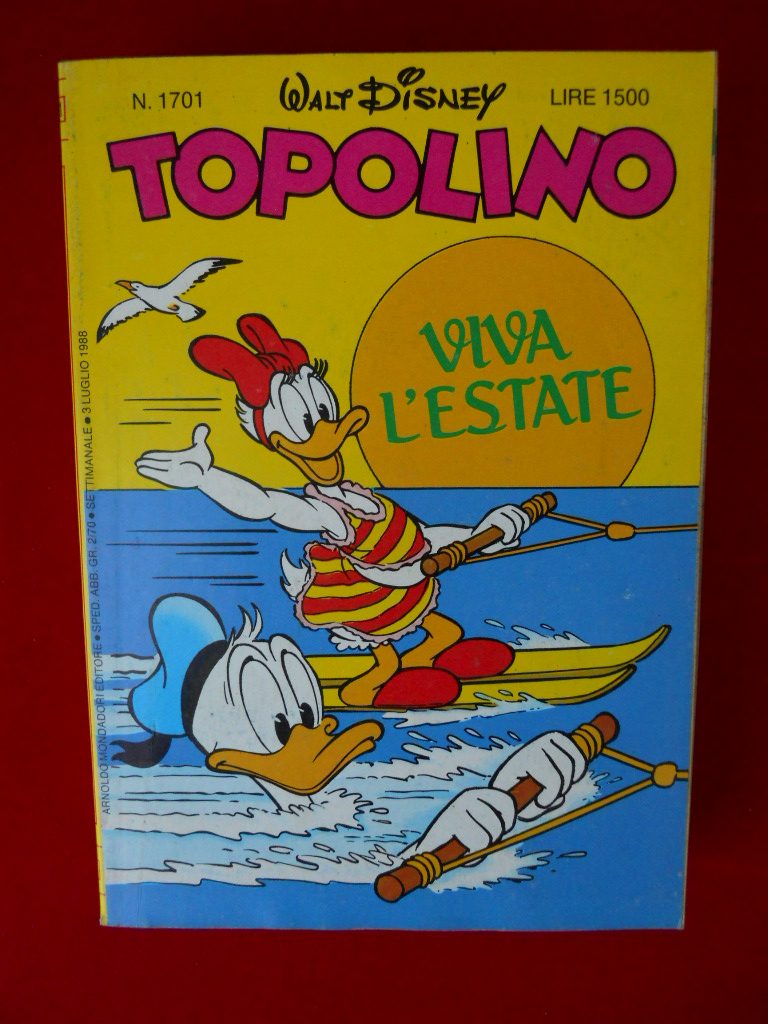 N. 1701
WALT DISNEY
LIRE 1500
TOPOLINO
VIVA
L'ESTATE
ARNOLDO MONDADORI EDITORE • SPED. ABB. GR. 2/70 • SETTIMANALE • 3 LUGLIO 1988